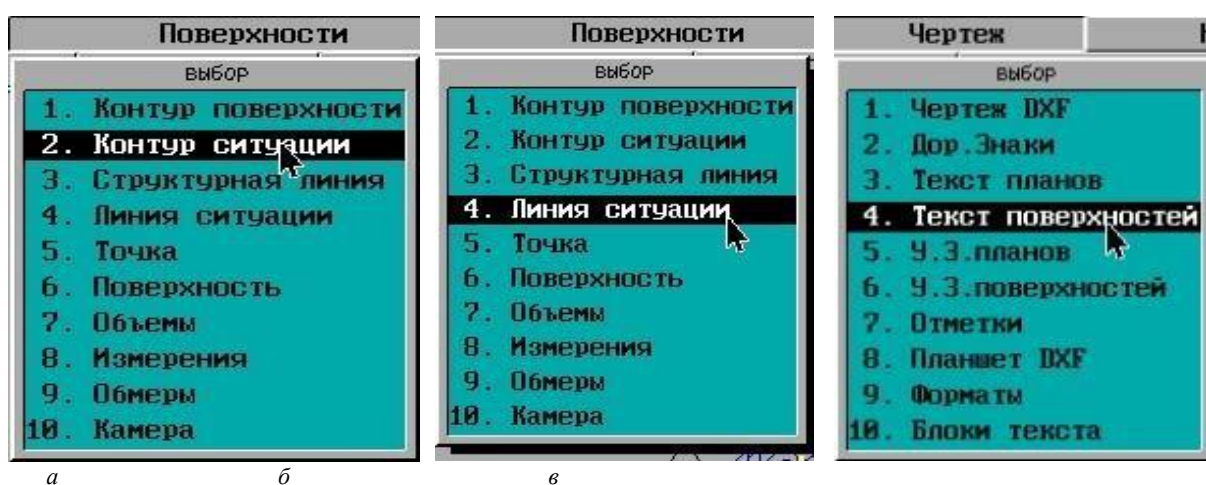 Поверхности
выбор
1. Контур поверхности
2. Контур ситуации
3. Структурная линия
4. Линия ситуации
5. Точка
6. Поверхность
7. Объемы
8. Измерения
9. Обмеры
10. Камера
Поверхности
выбор
1. Контур поверхности
2. Контур ситуации
3. Структурная линия
4. Линия ситуации
5. Точка
6. Поверхность
7. Объемы
8. Измерения
9. Обмеры
10. Камера
Чертеж
выбор
1. Чертеж DXF
2. Дор.Знаки
3. Текст планов
4. Текст поверхностей
5. У.З.планов
6. У.З.поверхностей
7. Отметки
8. Планшет DXF
9. Форматы
10. Блоки текста
а б в